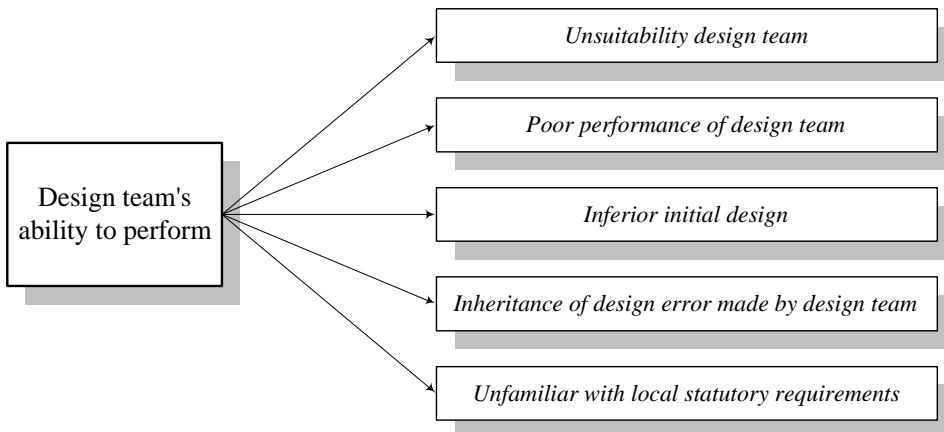 Unsuitability design team
Poor performance of design team
Design team's
ability to perform
Inferior initial design
Inheritance of design error made by design team
Unfamiliar with local statutory requirements